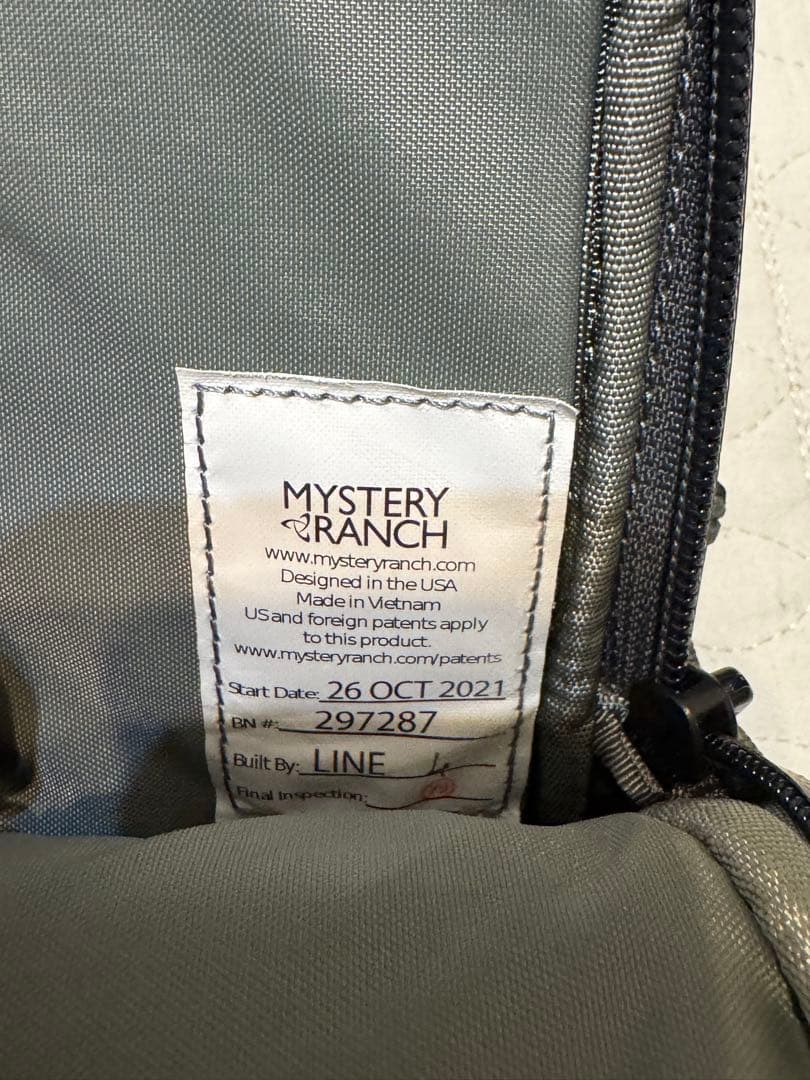 MYSTERY
RANCH
www.mysteryranch.com
Designed in the USA
Made in Vietnam
US and foreign patents apply
to this product.
www.mysteryranch.com/patents
Start Date: 26 OCT 2021
BN #: 297287
Built By: LINE 4
Final Inspection: